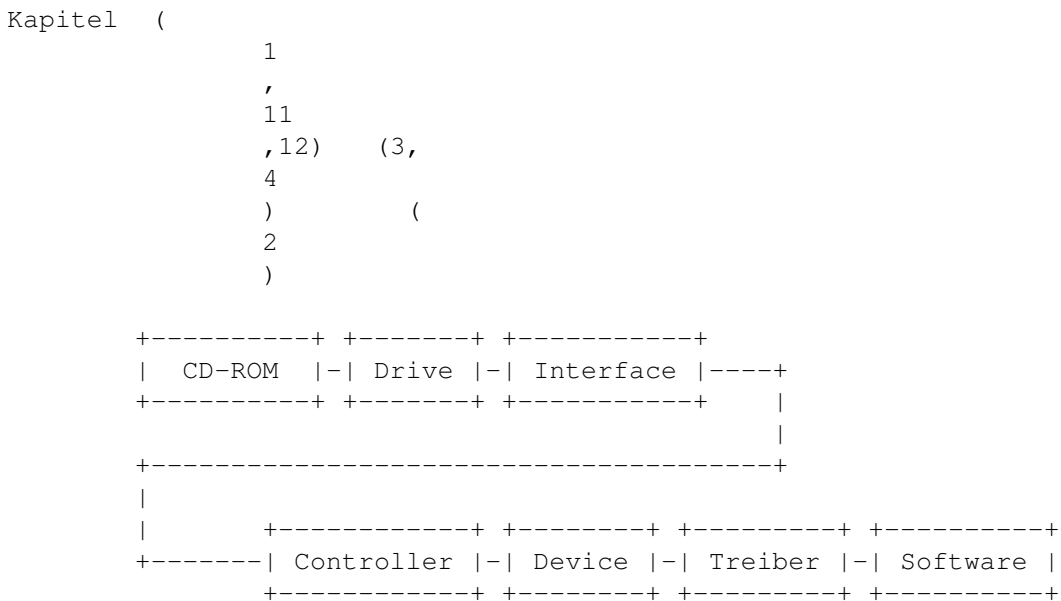 Kapitel (
1
,
11
,12) (3,
4
) (
2
)
CD-ROM |-| Drive |-| Interface |----+
Controller |-| Device |-| Treiber |-| Software |